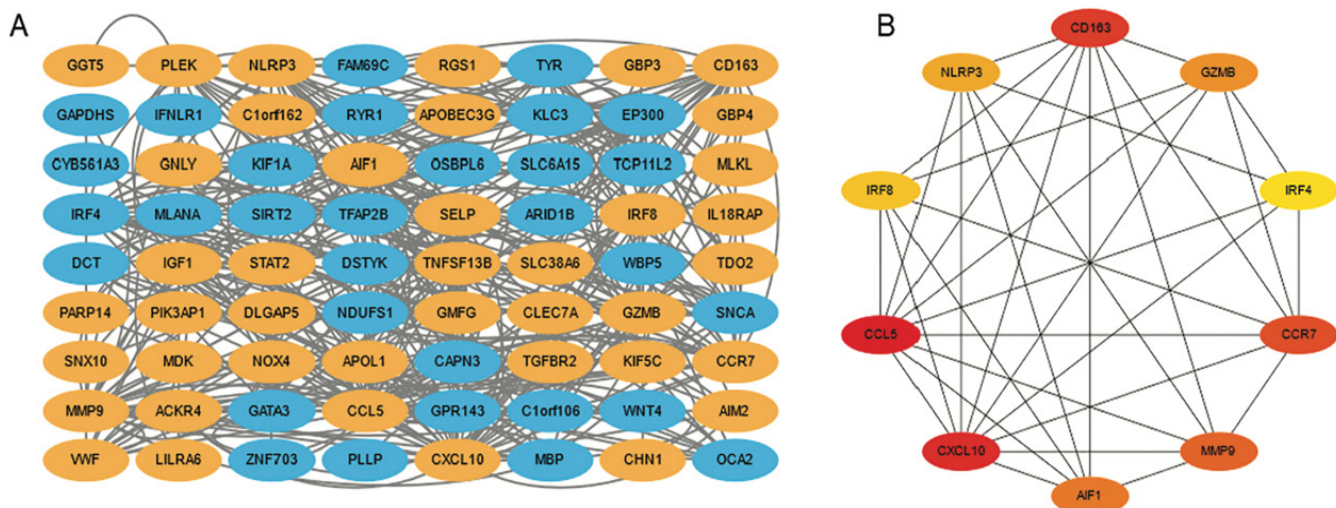 A
GGT5 PLEK NLRP3 FAM69C RGS1 TYR GBP3 CD163
GAPDHS IFNLR1 C1orf162 RYR1 APOBEC3G KLC3 EP300 GBP4
CYB561A3 GNLY KIF1A AIF1 OSBPL6 SLC6A15 TCP11L2 MLKL
IRF4 MLANA SIRT2 TFAP2B SELP ARID1B IRF8 IL18RAP
DCT IGF1 STAT2 DSTYK TNFSF13B SLC38A6 WBP5 TDO2
PARP14 PIK3AP1 DLGAP5 NDUFS1 GMFG CLEC7A GZMB SNCA
SNX10 MDK NOX4 APOL1 CAPN3 TGFBR2 KIF5C CCR7
MMP9 ACKR4 GATA3 CCL5 GPR143 C1orf106 WNT4 AIM2
VWF LILRA6 ZNF703 PLLP CXCL10 MBP CHN1 OCA2
B
CD163
NLRP3 GZMB
IRF8 IRF4
CCL5 CCR7
CXCL10 MMP9
AIF1